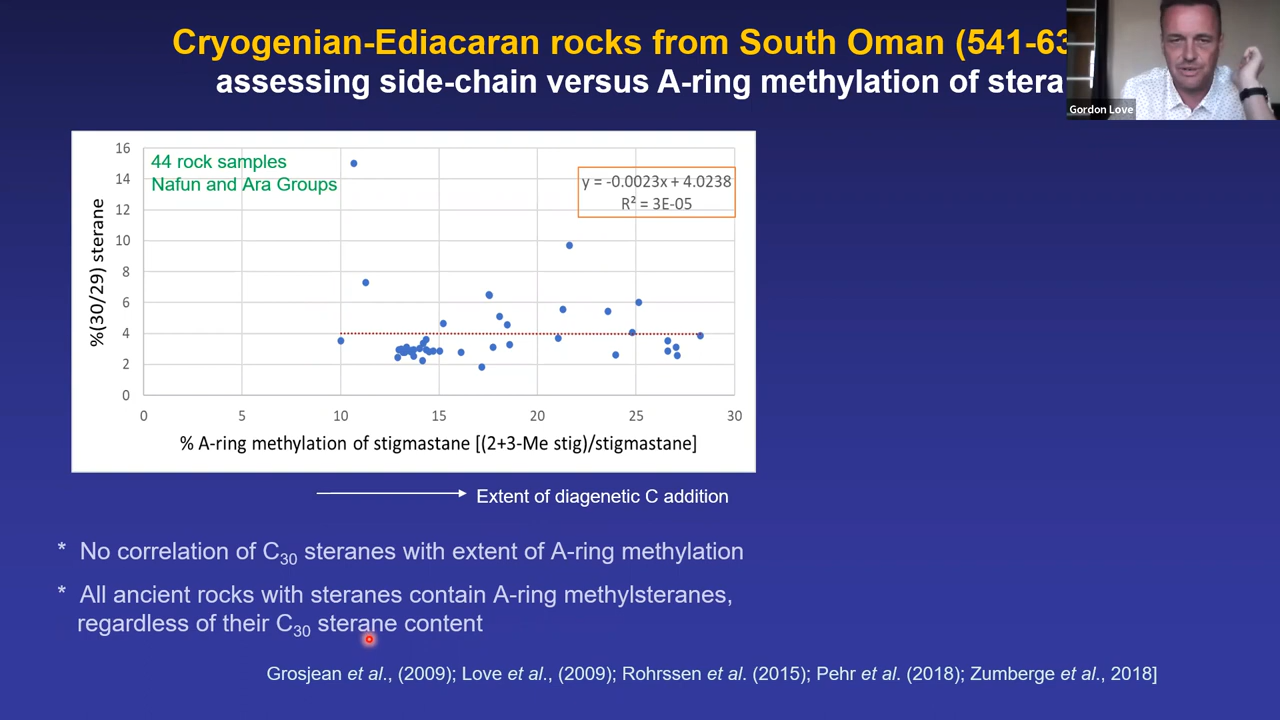 Cryogenian-Ediacaran rocks from South Oman (541-63
assessing side-chain versus A-ring methylation of stera
Gordon Love
44 rock samples
Nafun and Ara Groups
y = -0.0023x + 4.0238
R² = 3E-05
%(30/29) sterane
16
14
12
10
8
6
4
2
0
0 5 10 15 20 25 30
% A-ring methylation of stigmastane [(2+3-Me stig)/stigmastane]
Extent of diagenetic C addition
* No correlation of C₃₀ steranes with extent of A-ring methylation
* All ancient rocks with steranes contain A-ring methylsteranes,
regardless of their C₃₀ sterane content
Grosjean et al., (2009); Love et al., (2009); Rohrssen et al. (2015); Pehr et al. (2018); Zumberge et al., 2018]